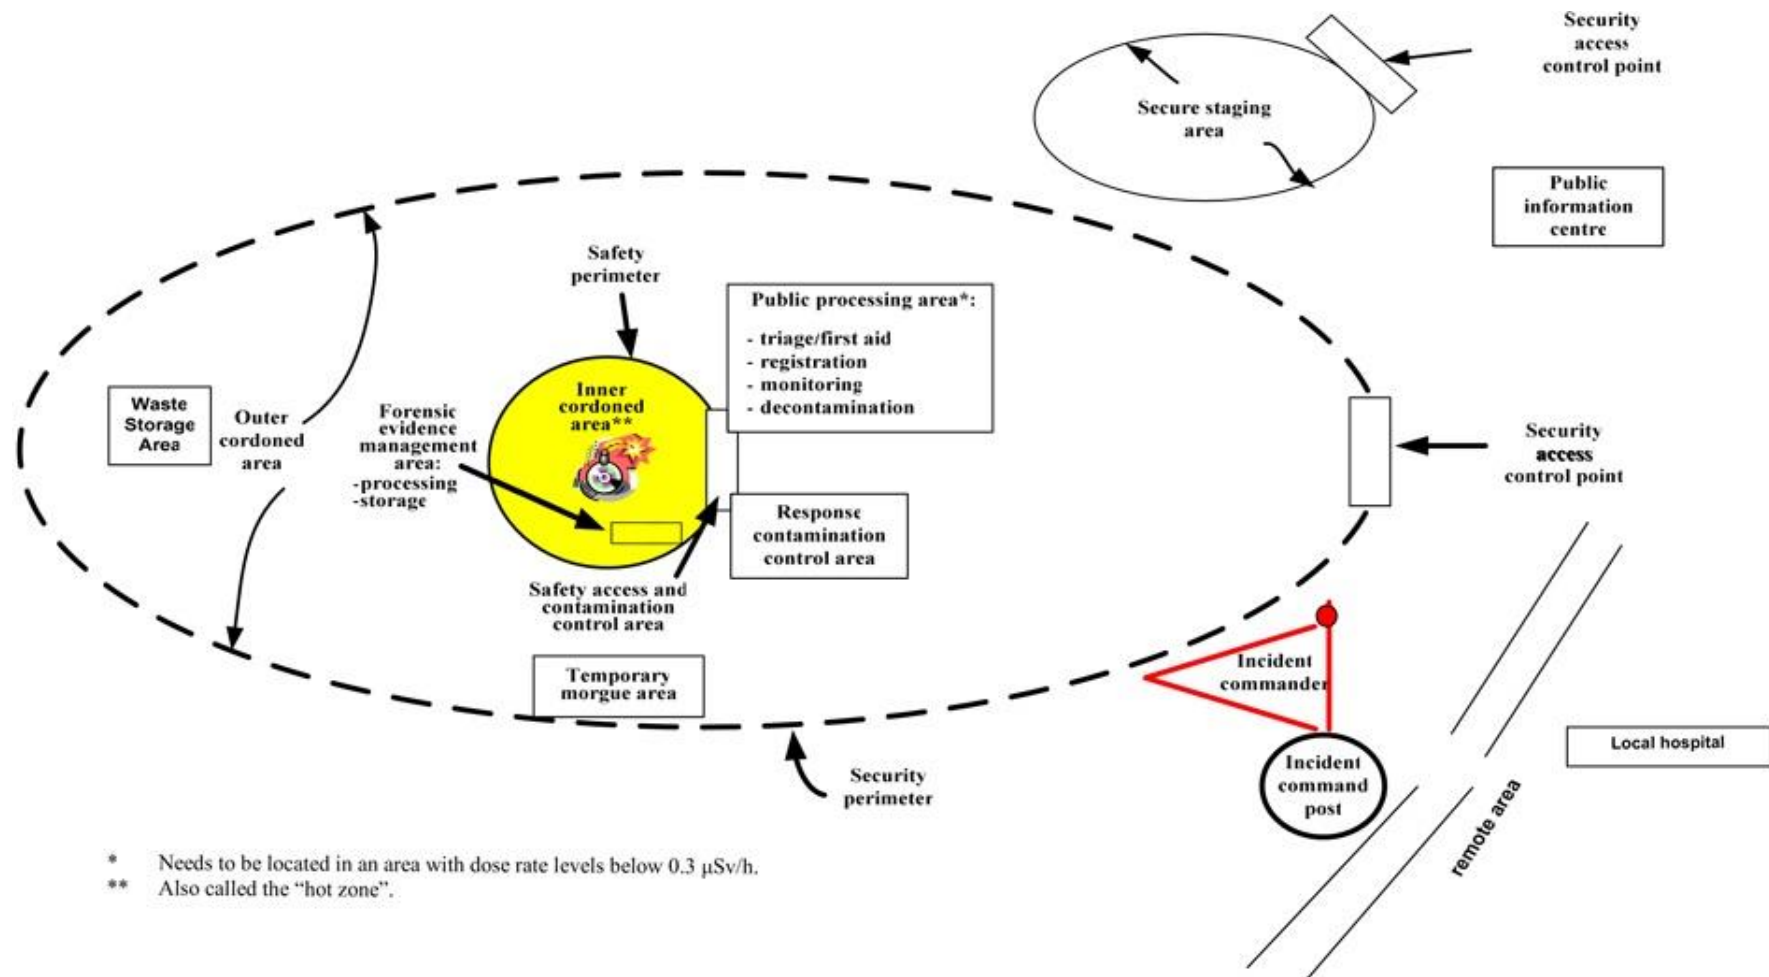 Security
access
control point
Secure staging
area
Public
information
centre
Safety
perimeter
Public processing area*:
- triage/first aid
- registration
- monitoring
- decontamination
Inner
cordoned
area**
Waste
Storage
Area
Outer
cordoned
area
Forensic
evidence
management
area:
-processing
-storage
Security
access
control point
Response
contamination
control area
Safety access and
contamination
control area
Temporary
morgue area
Incident
commander
Local hospital
Incident
command
post
Security
perimeter
remote area
* Needs to be located in an area with dose rate levels below 0.3 μSv/h.
** Also called the “hot zone”.